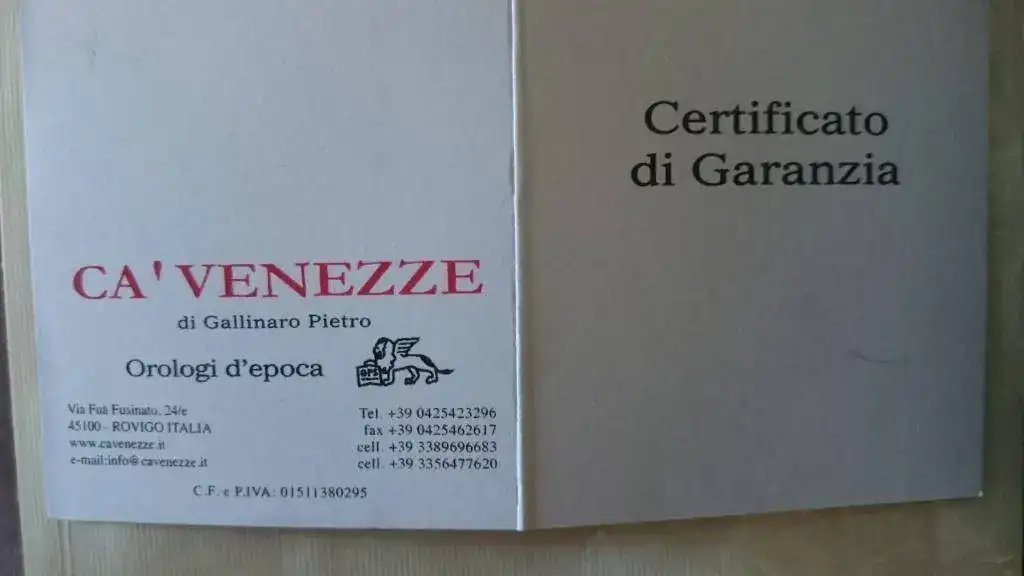 CA' VENEZZE
di Gallinaro Pietro
Orologi d'epoca
Via Fuà Fusinato, 24/e
45100 - ROVIGO ITALIA
www.cavenezze.it
e-mail:info@cavenezze.it
Tel. +39 0425423296
fax +39 0425462617
cell. +39 3389696683
cell. +39 3356477620
C.F. e P.IVA: 01511380295
Certificato
di Garanzia